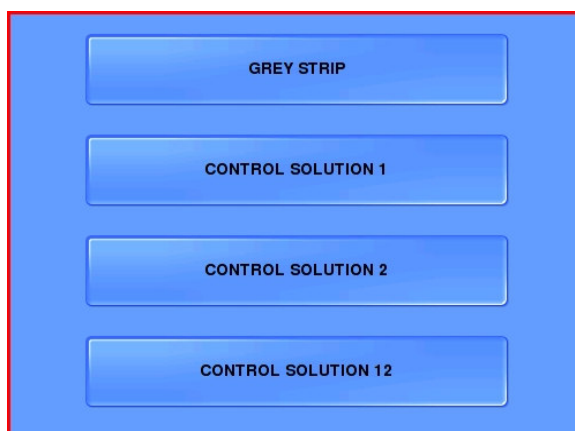 GREY STRIP
CONTROL SOLUTION 1
CONTROL SOLUTION 2
CONTROL SOLUTION 12